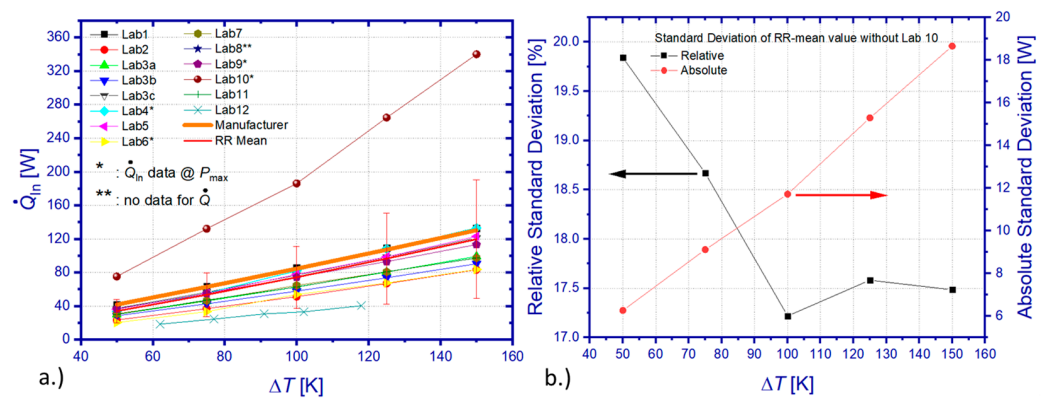 360
320
280
240
200
160
120
80
40
0
Q̇In [W]
Lab1
Lab2
Lab3a
Lab3b
Lab3c
Lab4*
Lab5
Lab6*
Lab7
Lab8**
Lab9*
Lab10*
Lab11
Lab12
Manufacturer
RR Mean
* : Q̇In data @ Pmax
** : no data for Q̇
40 60 80 100 120 140 160
ΔT [K]
a.)
20.0
19.5
19.0
18.5
18.0
17.5
17.0
Relative Standard Deviation [%]
Standard Deviation of RR-mean value without Lab 10
Relative
Absolute
20
18
16
14
12
10
8
6
Absolute Standard Deviation [W]
40 50 60 70 80 90 100 110 120 130 140 150 160
ΔT [K]
b.)